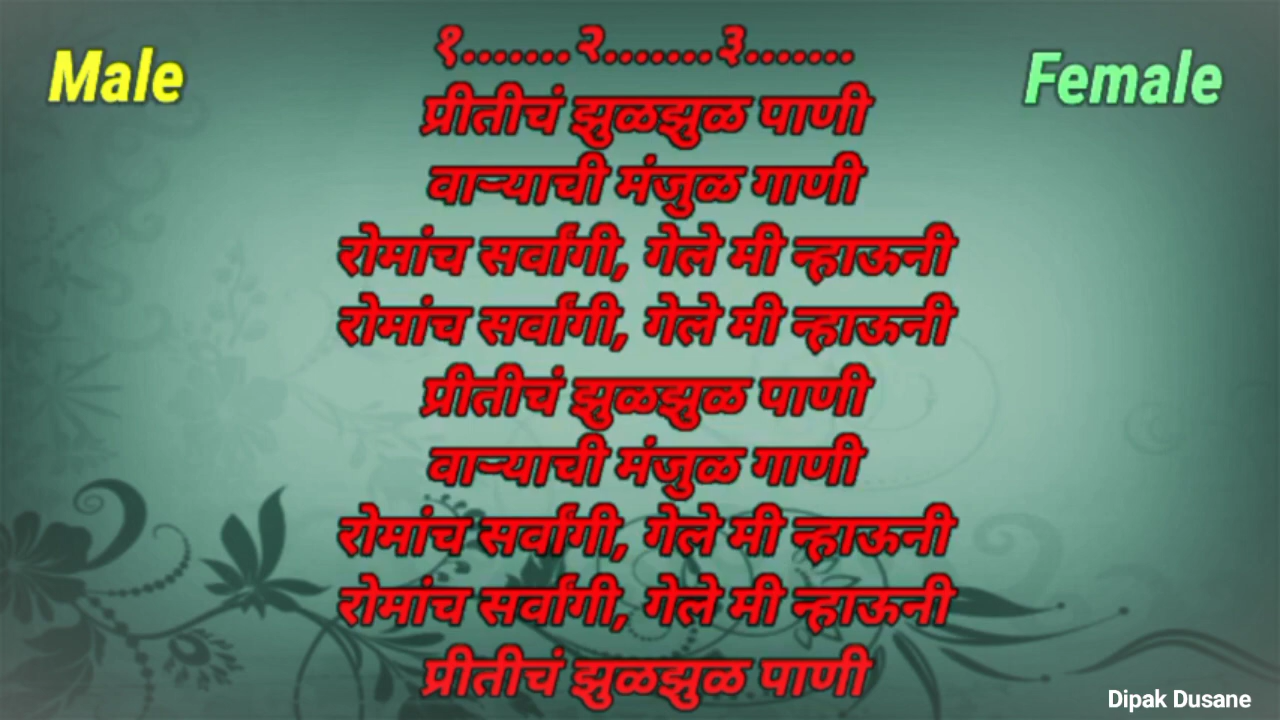 Male
Female
१.......२.......३.......
प्रीतीचं झुळझुळ पाणी
वाऱ्याची मंजुळ गाणी
रोमांच सर्वांगी, गेले मी न्हाऊनी
रोमांच सर्वांगी, गेले मी न्हाऊनी
प्रीतीचं झुळझुळ पाणी
वाऱ्याची मंजुळ गाणी
रोमांच सर्वांगी, गेले मी न्हाऊनी
रोमांच सर्वांगी, गेले मी न्हाऊनी
प्रीतीचं झुळझुळ पाणी
Dipak Dusane